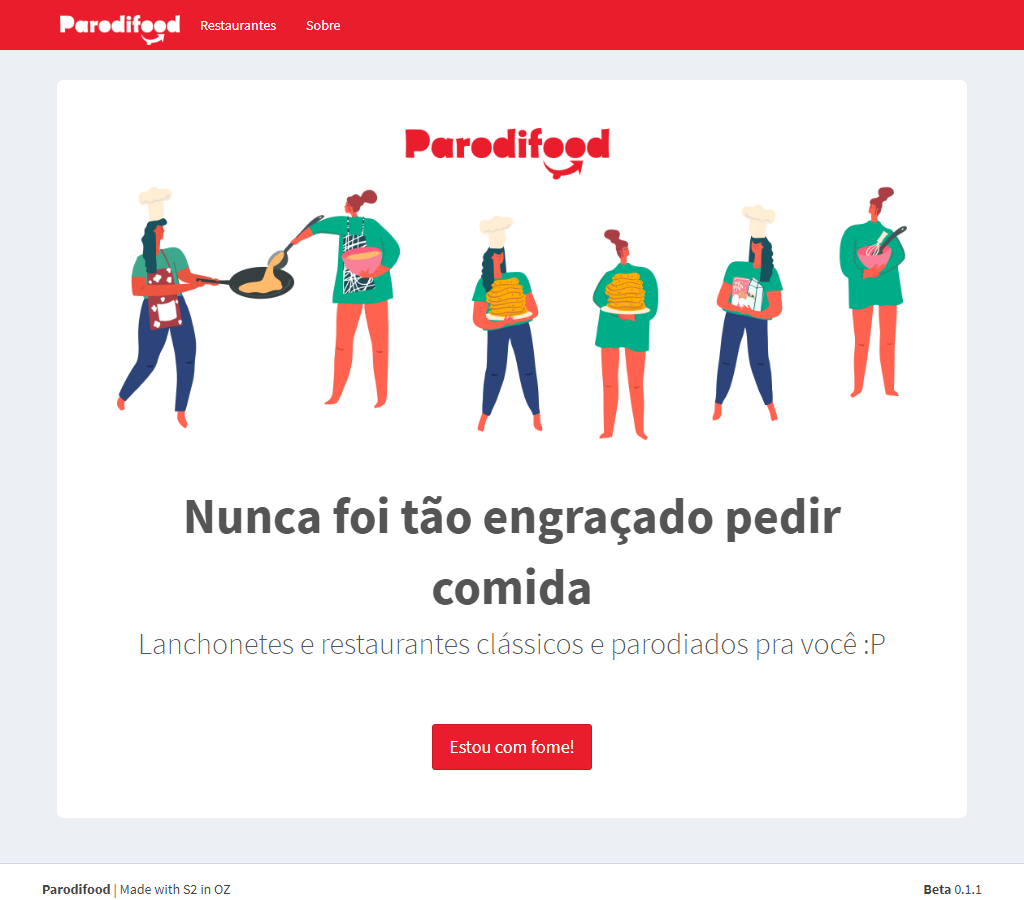 Parodifood Restaurantes Sobre
Parodifood
Nunca foi tão engraçado pedir
comida
Lanchonetes e restaurantes clássicos e parodiados pra você :P
Estou com fome!
Parodifood | Made with S2 in OZ Beta 0.1.1